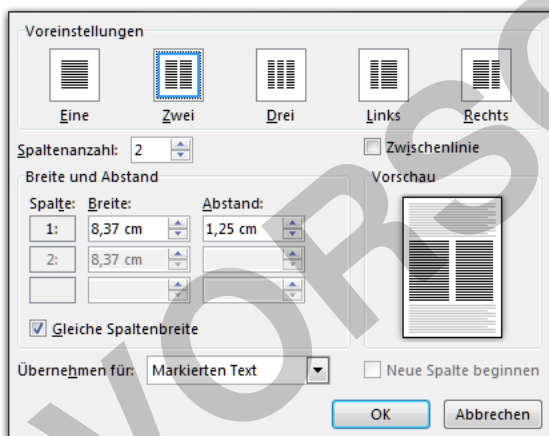 Voreinstellungen
Eine Zwei Drei Links Rechts
Spaltenanzahl: 2 Zwischenlinie
Breite und Abstand Vorschau
Spalte: Breite: Abstand:
1: 8,37 cm 1,25 cm
2: 8,37 cm
Gleiche Spaltenbreite
Übernehmen für: Markierten Text Neue Spalte beginnen
OK Abbrechen
VORSC